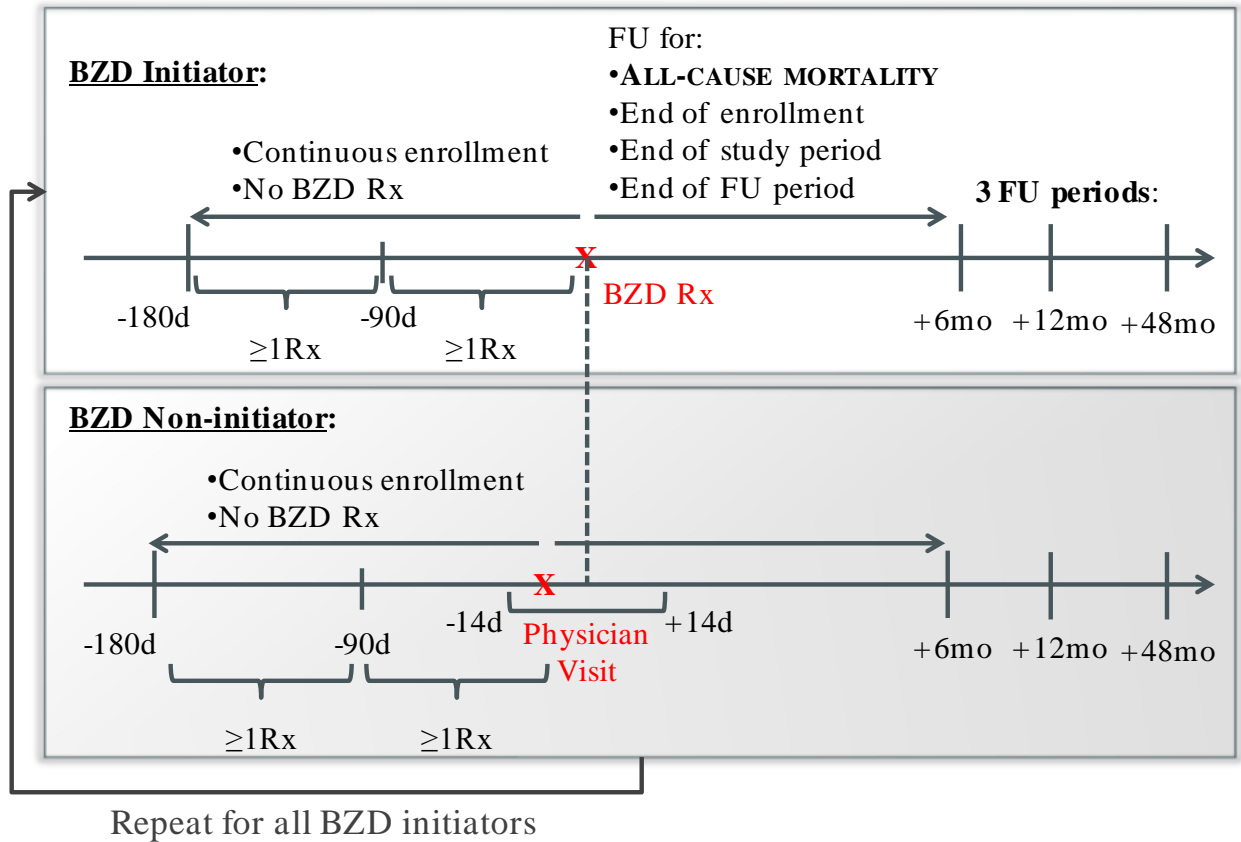 FU for:
BZD Initiator:
•ALL-CAUSE MORTALITY
•End of enrollment
•Continuous enrollment
•End of study period
•No BZD Rx
•End of FU period
3 FU periods:
X
BZD Rx
-180d
-90d
+6mo
+12mo
+48mo
≥1Rx
≥1Rx
BZD Non-initiator:
•Continuous enrollment
•No BZD Rx
X
-14d
+14d
Physician
Visit
-180d
-90d
+6mo
+12mo
+48mo
≥1Rx
≥1Rx
Repeat for all BZD initiators